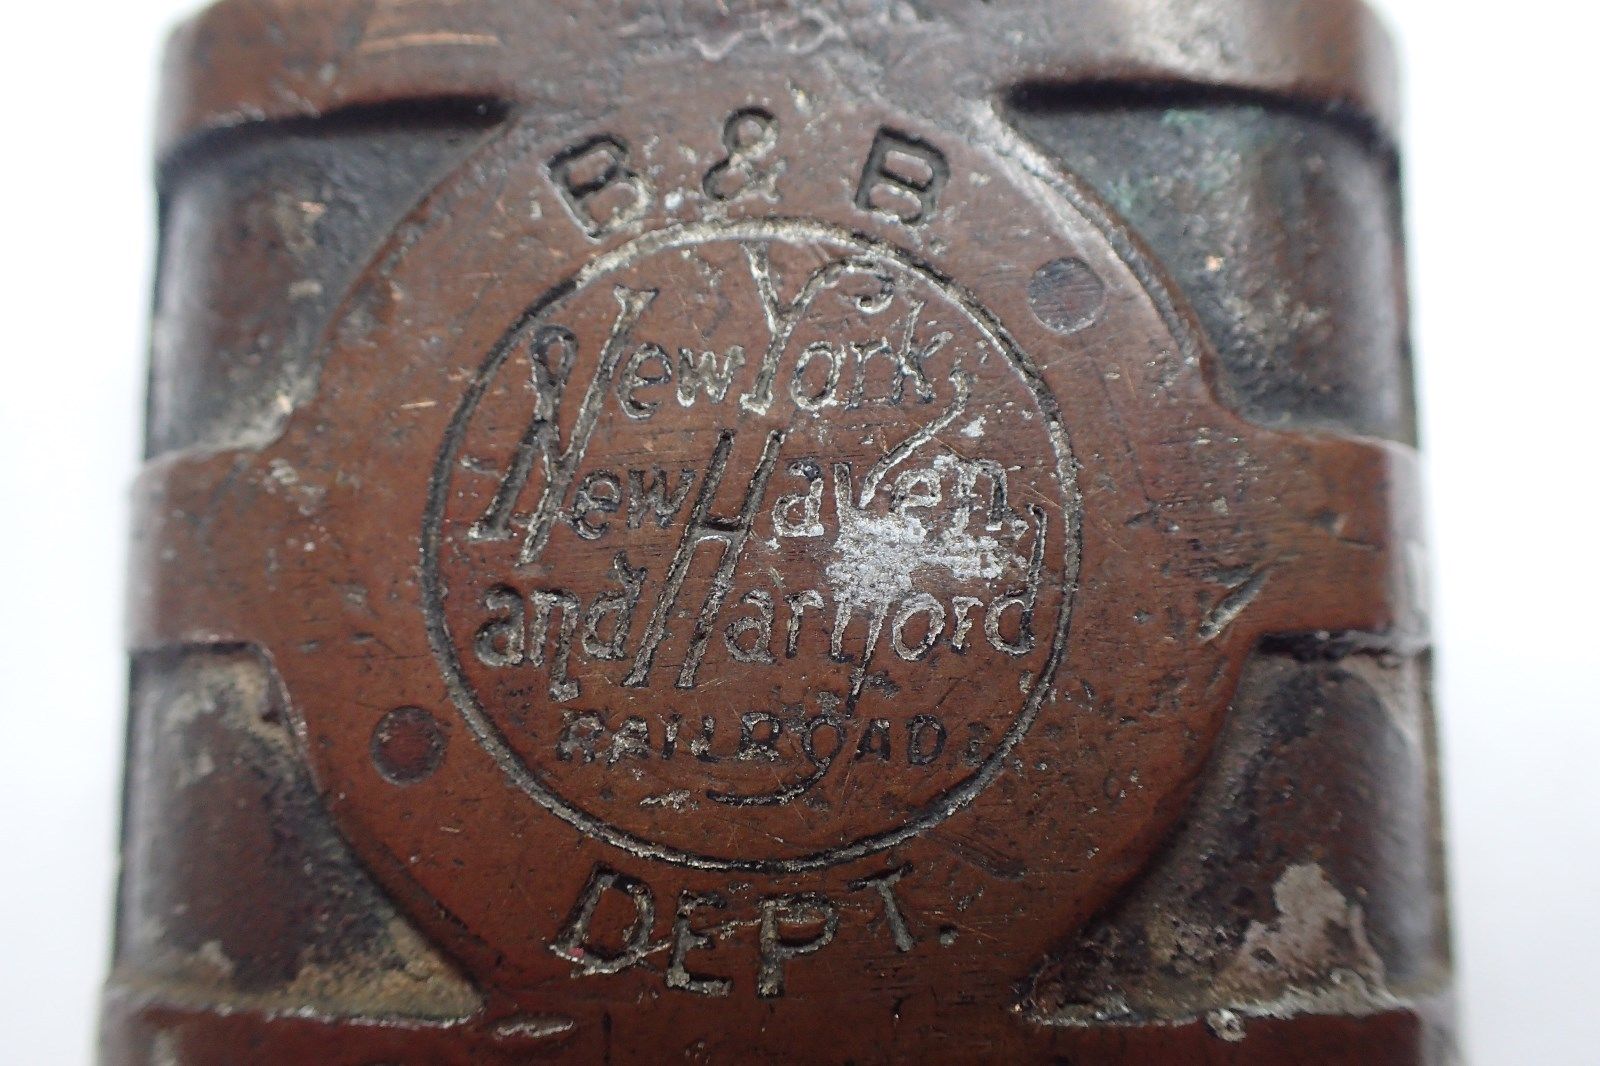 B & B
New York,
New Haven
and Hartford
RAILROAD
DEPT.